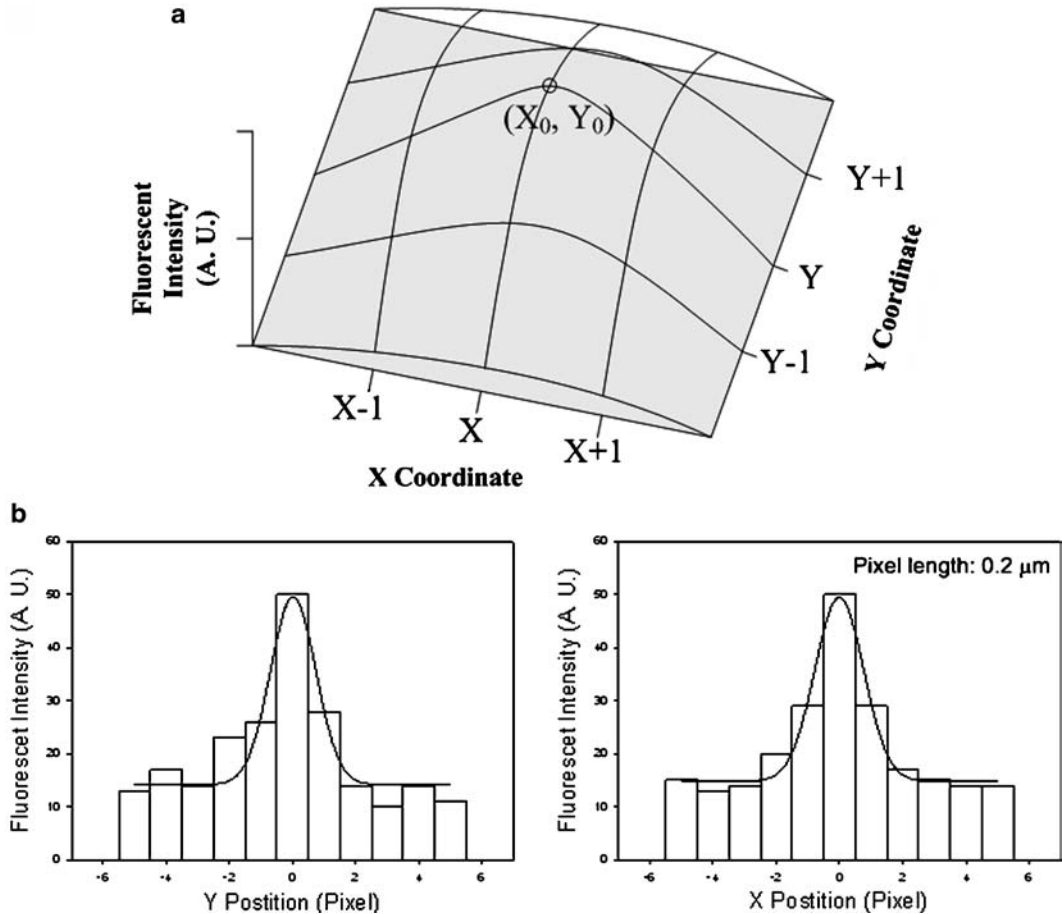 a
(X₀, Y₀)
Fluorescent
Intensity
(A. U.)
Y+1
Y
Y-1
Y Coordinate
X-1
X
X+1
X Coordinate
b
60
50
40
30
20
10
0
Fluorescet Intensity (A. U.)
-6 -4 -2 0 2 4 6
Y Postition (Pixel)
Pixel length: 0.2 μm
60
50
40
30
20
10
0
Fluorescet Intensity (A. U.)
-6 -4 -2 0 2 4 6
X Postition (Pixel)